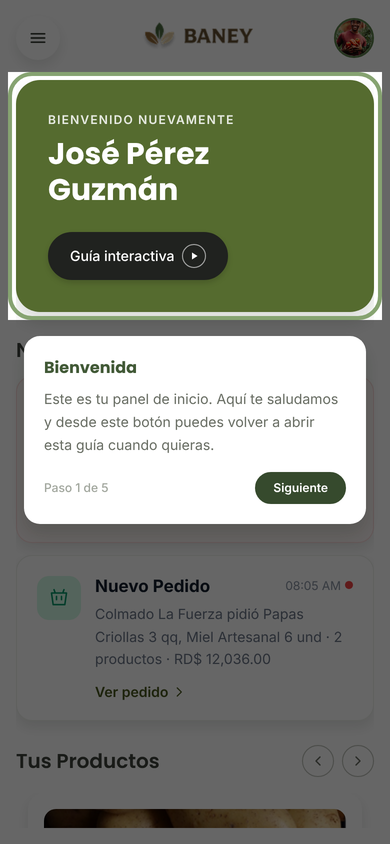 BANEY
BIENVENIDO NUEVAMENTE
José Pérez
Guzmán
Guía interactiva
N
Bienvenida
Este es tu panel de inicio. Aquí te saludamos
y desde este botón puedes volver a abrir
esta guía cuando quieras.
Paso 1 de 5
Siguiente
Nuevo Pedido
08:05 AM
Colmado La Fuerza pidió Papas
Criollas 3 qq, Miel Artesanal 6 und · 2
productos · RD$ 12,036.00
Ver pedido
Tus Productos